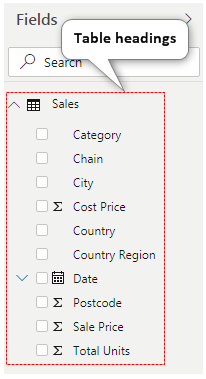 Fields
Table headings
Search
Sales
Category
Chain
City
Σ Cost Price
Country
Country Region
Date
Σ Postcode
Σ Sale Price
Σ Total Units